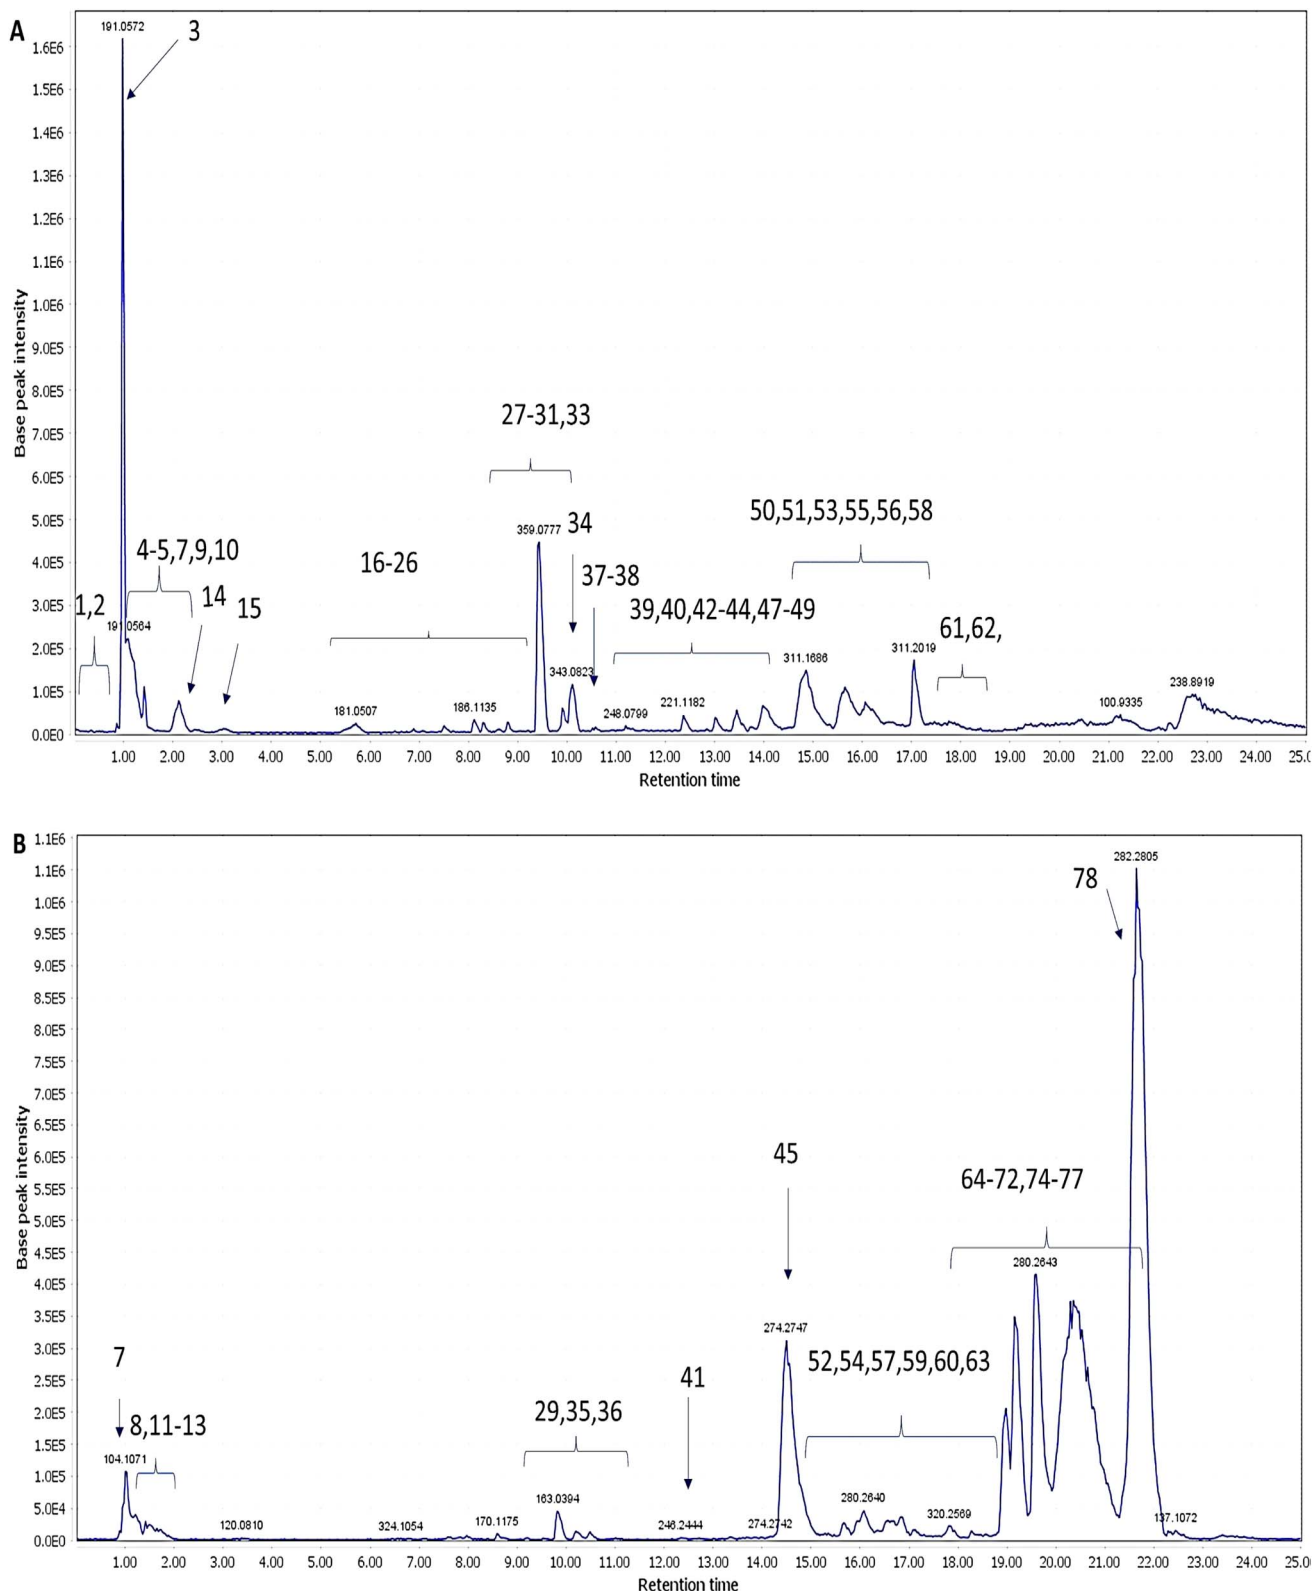 A
191.0572
3
1.6E6
1.5E6
1.4E6
1.3E6
1.2E6
1.1E6
1.0E6
9.0E5
8.0E5
7.0E5
6.0E5
5.0E5
4.0E5
3.0E5
2.0E5
1.0E5
0.0E0
Base peak intensity
27-31,33
50,51,53,55,56,58
359.0777
34
4-5,7,9,10
16-26
37-38
1,2
14
15
39,40,42-44,47-49
191.0564
61,62,
311.1686
311.2019
343.0823
238.8919
181.0507
186.1135
248.0799
221.1182
100.9335
1.00 2.00 3.00 4.00 5.00 6.00 7.00 8.00 9.00 10.00 11.00 12.00 13.00 14.00 15.00 16.00 17.00 18.00 19.00 20.00 21.00 22.00 23.00 24.00 25.0
Retention time
B
1.1E6
1.1E6
1.0E6
9.5E5
9.0E5
8.5E5
8.0E5
7.5E5
7.0E5
6.5E5
6.0E5
5.5E5
5.0E5
4.5E5
4.0E5
3.5E5
3.0E5
2.5E5
2.0E5
1.5E5
1.0E5
5.0E4
0.0E0
Base peak intensity
282.2805
78
45
64-72,74-77
280.2643
274.2747
7
52,54,57,59,60,63
41
8,11-13
29,35,36
104.1071
163.0394
280.2640
120.0810
324.1054
170.1175
246.2444
274.2742
320.2569
137.1072
1.00 2.00 3.00 4.00 5.00 6.00 7.00 8.00 9.00 10.00 11.00 12.00 13.00 14.00 15.00 16.00 17.00 18.00 19.00 20.00 21.00 22.00 23.00 24.00 25.0
Retention time